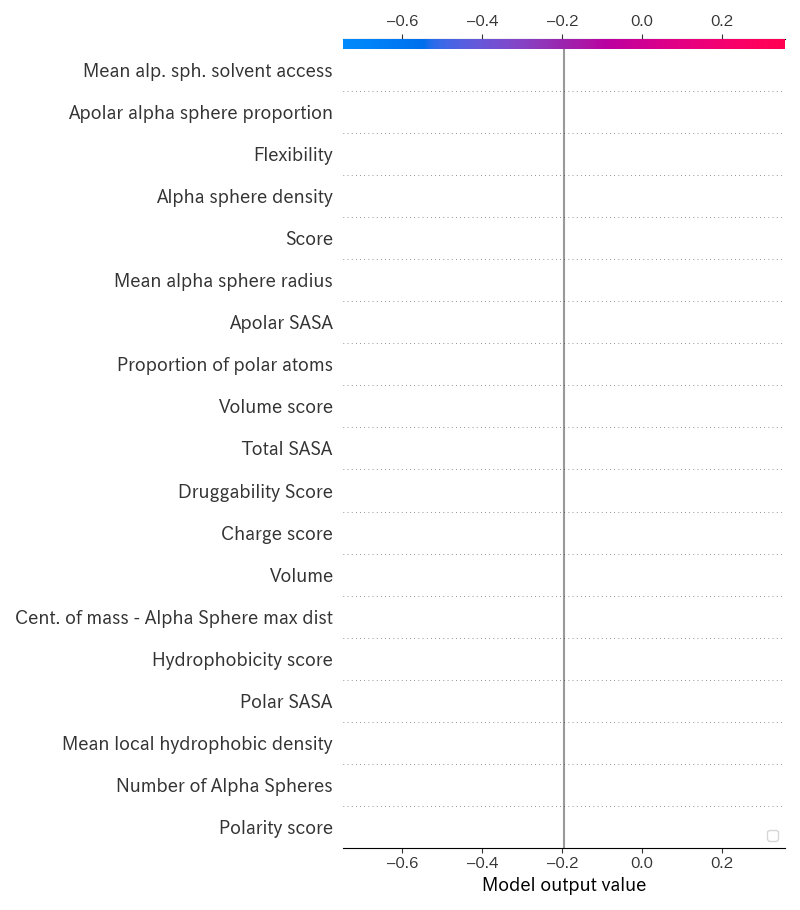 −0.6 −0.4 −0.2 0.0 0.2
Mean alp. sph. solvent access
Apolar alpha sphere proportion
Flexibility
Alpha sphere density
Score
Mean alpha sphere radius
Apolar SASA
Proportion of polar atoms
Volume score
Total SASA
Druggability Score
Charge score
Volume
Cent. of mass - Alpha Sphere max dist
Hydrophobicity score
Polar SASA
Mean local hydrophobic density
Number of Alpha Spheres
Polarity score
−0.6 −0.4 −0.2 0.0 0.2
Model output value